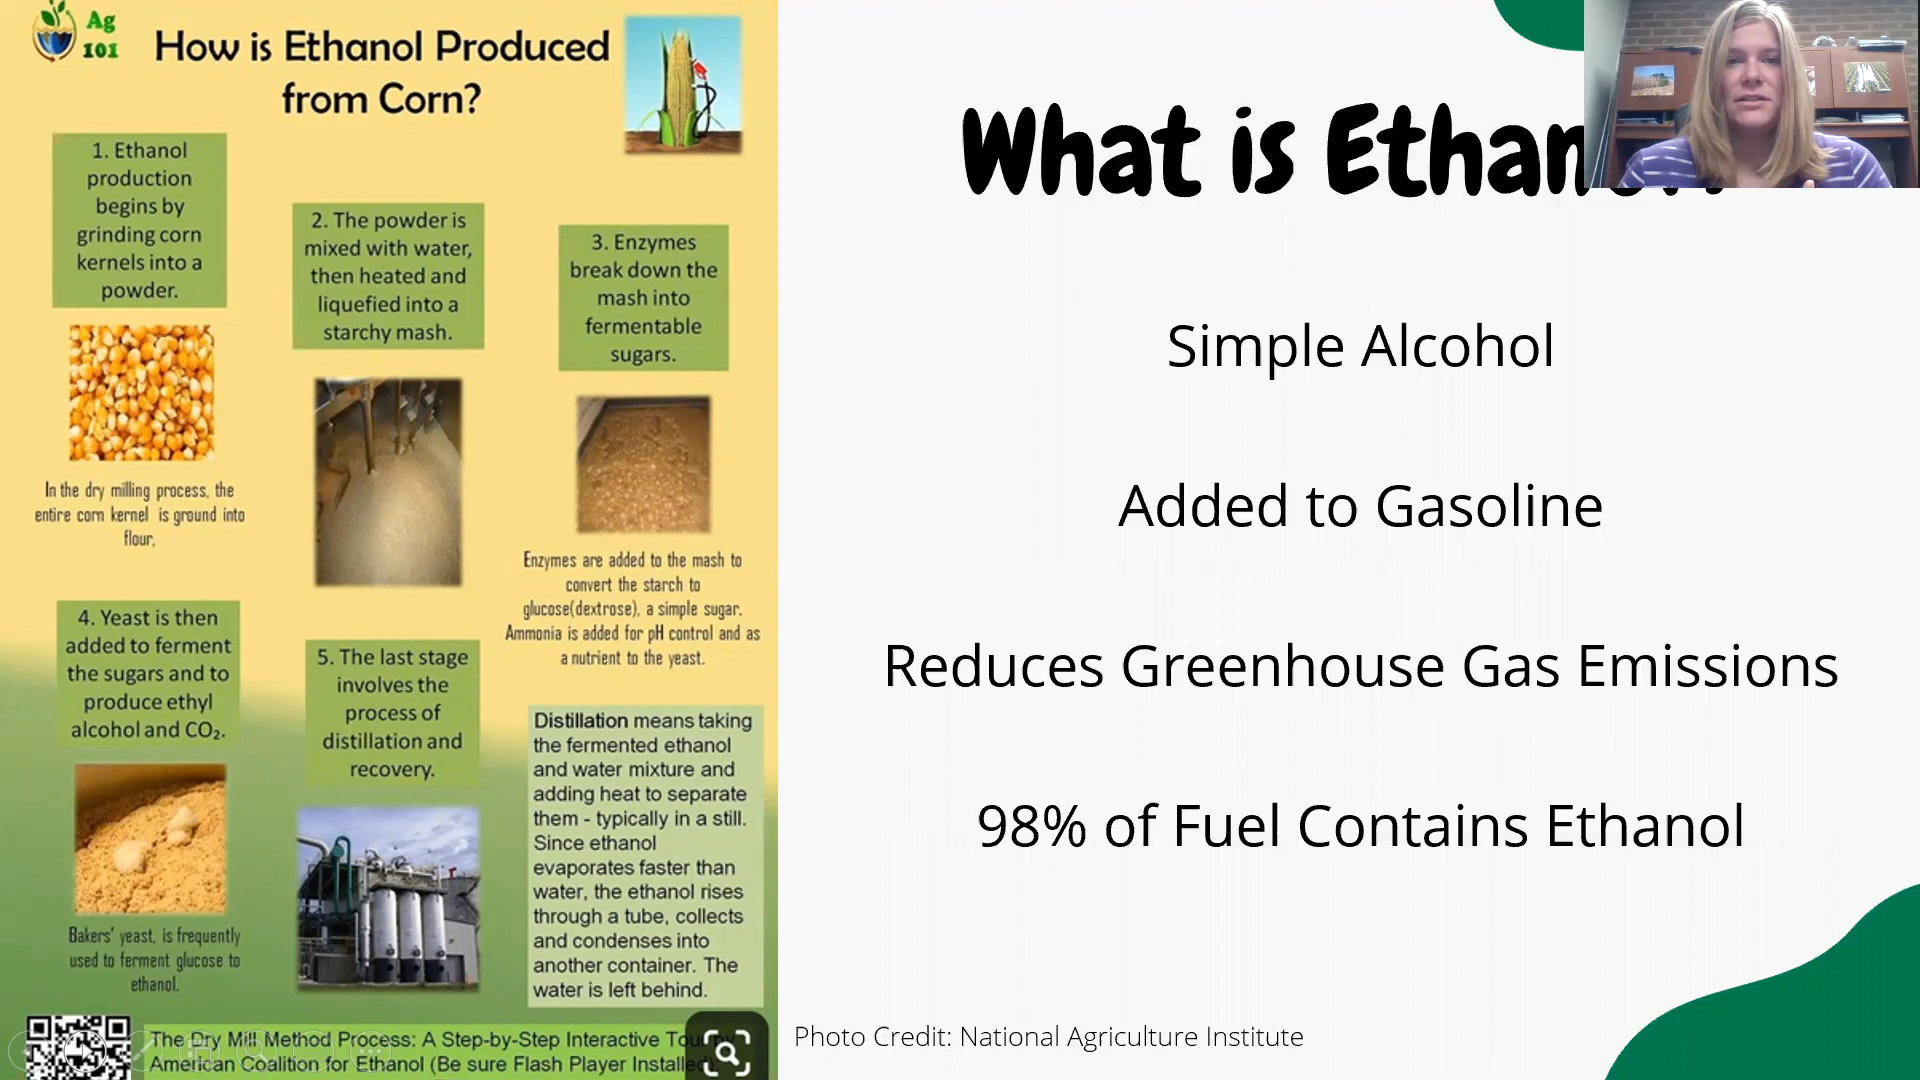 Ag
101
How is Ethanol Produced
from Corn?
1. Ethanol
production
begins by
grinding corn
kernels into a
powder.
In the dry milling process, the
entire corn kernel is ground into
flour.
2. The powder is
mixed with water,
then heated and
liquefied into a
starchy mash.
3. Enzymes
break down the
mash into
fermentable
sugars.
Enzymes are added to the mash to
convert the starch to
glucose(dextrose), a simple sugar.
Ammonia is added for pH control and as
a nutrient to the yeast.
4. Yeast is then
added to ferment
the sugars and to
produce ethyl
alcohol and CO₂.
Bakers' yeast, is frequently
used to ferment glucose to
ethanol.
5. The last stage
involves the
process of
distillation and
recovery.
Distillation means taking
the fermented ethanol
and water mixture and
adding heat to separate
them - typically in a still.
Since ethanol
evaporates faster than
water, the ethanol rises
through a tube, collects
and condenses into
another container. The
water is left behind.
The Dry Mill Method Process: A Step-by-Step Interactive
American Coalition for Ethanol (Be sure Flash Player
What is
Simple Alcohol
Added to Gasoline
Reduces Greenhouse Gas Emissions
98% of Fuel Contains Ethanol
Photo Credit: National Agriculture Institute